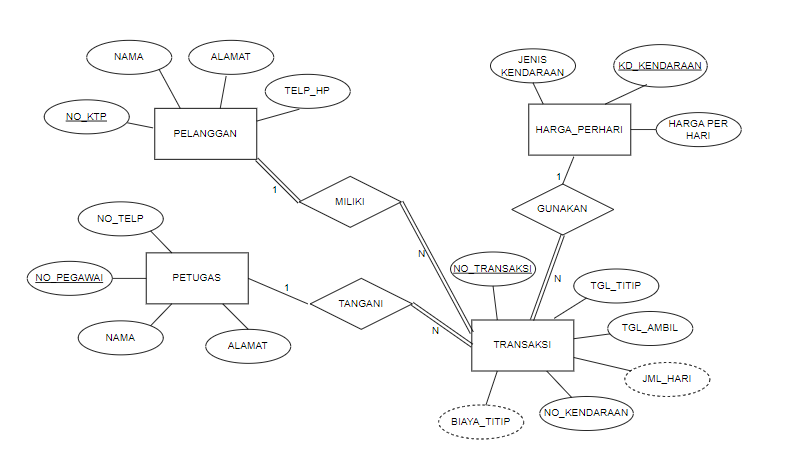 NAMA
ALAMAT
TELP_HP
NO_KTP
PELANGGAN
JENIS
KENDARAAN
KD_KENDARAAN
HARGA PER
HARI
HARGA_PERHARI
1
MILIKI
N
1
GUNAKAN
N
NO_TELP
NO_PEGAWAI
PETUGAS
NAMA
ALAMAT
1
TANGANI
N
NO_TRANSAKSI
TGL_TITIP
TGL_AMBIL
TRANSAKSI
JML_HARI
NO_KENDARAAN
BIAYA_TITIP